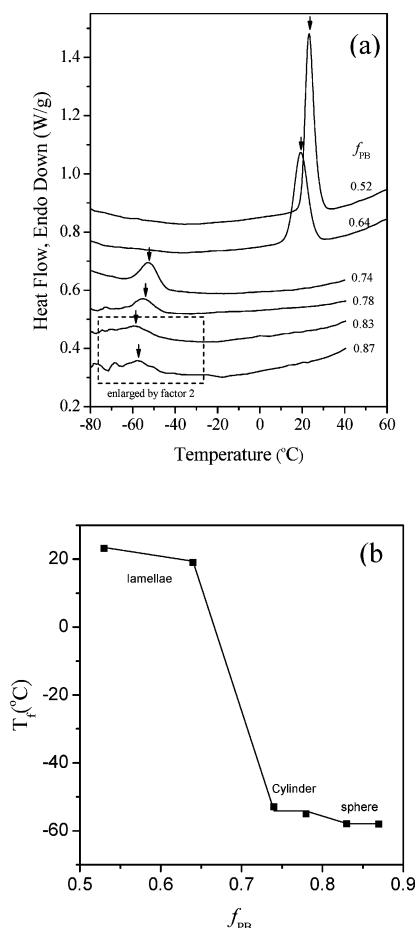 (a)
1.4
1.2
1.0
0.8
0.6
0.4
0.2
Heat Flow, Endo Down (W/g)
fPB
0.52
0.64
0.74
0.78
0.83
0.87
enlarged by factor 2
-80 -60 -40 -20 0 20 40 60
Temperature (°C)
(b)
20
0
-20
-40
-60
Tf(°C)
lamellae
Cylinder
sphere
0.5 0.6 0.7 0.8 0.9
fPB